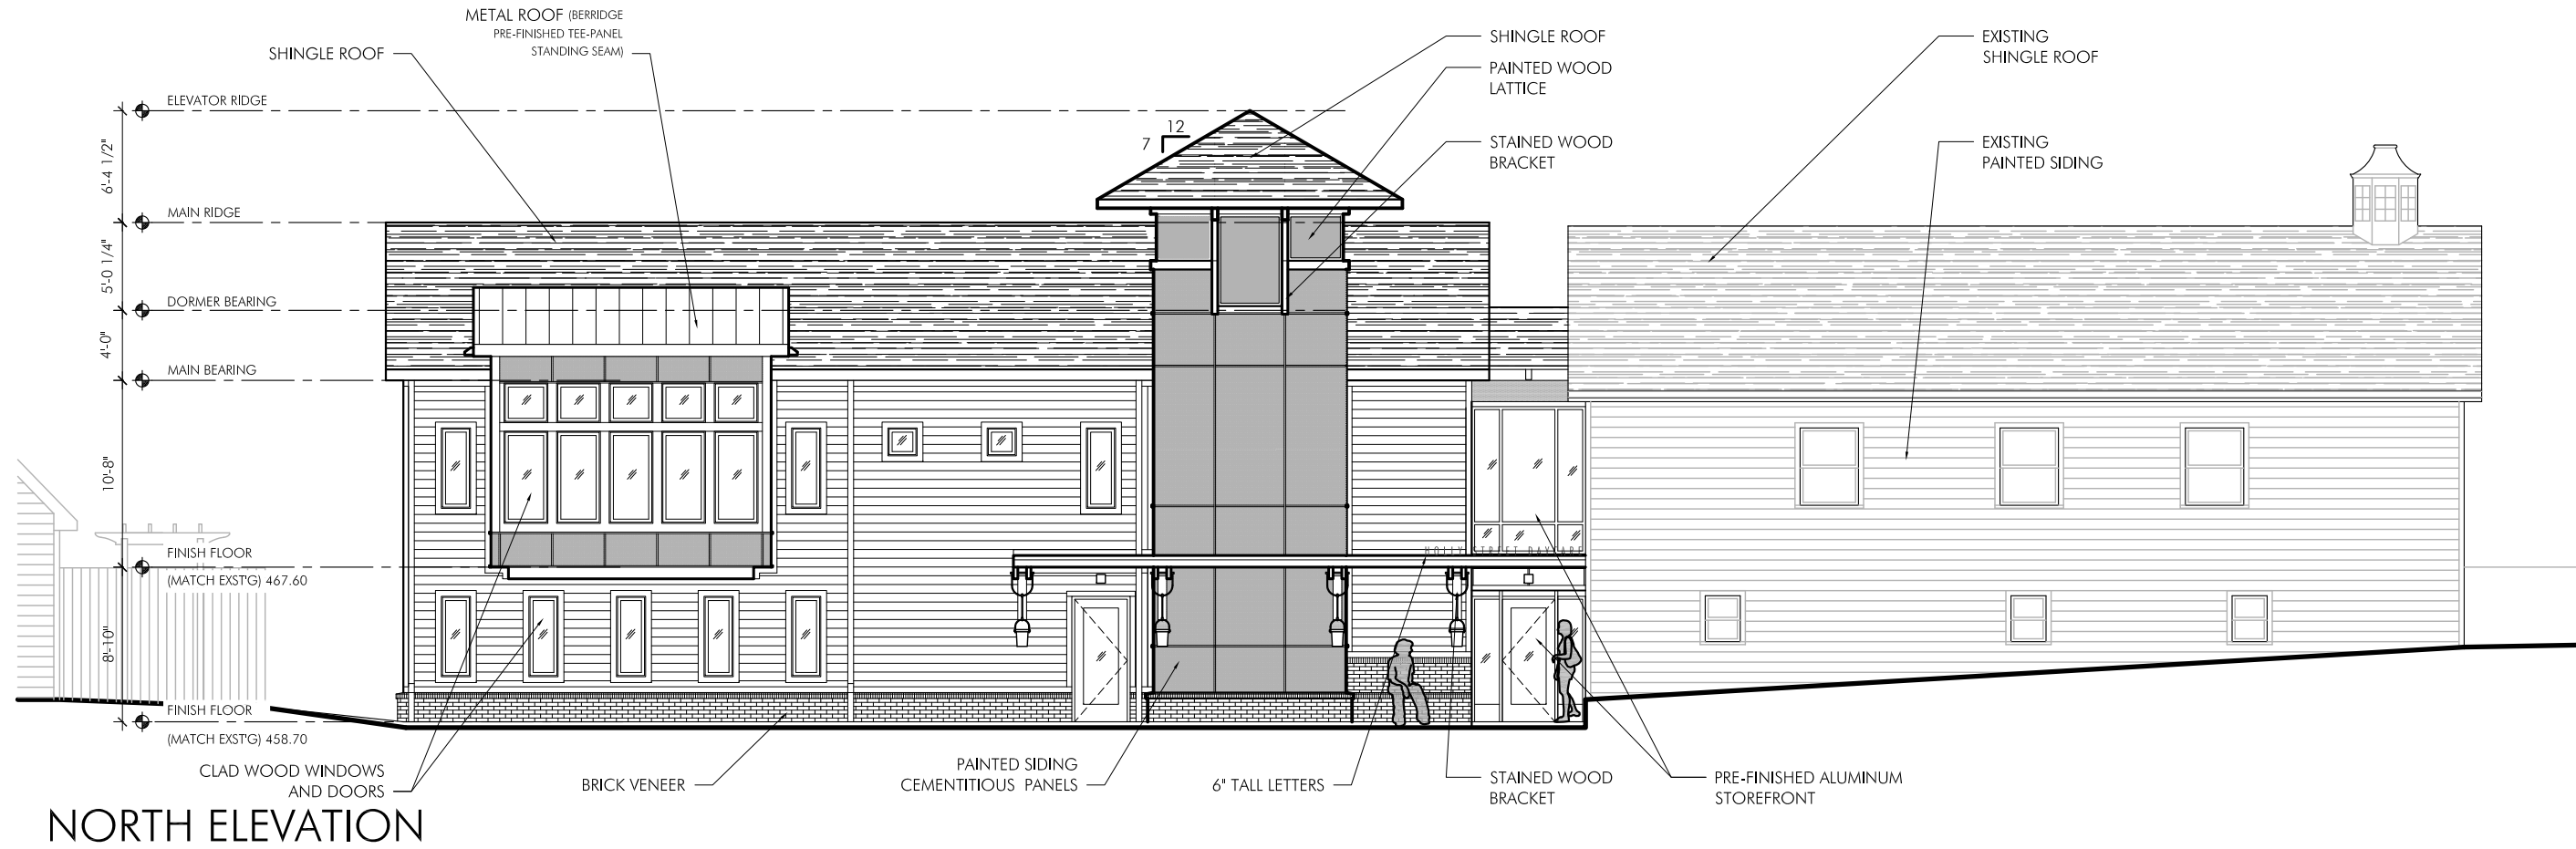 METAL ROOF (BERRIDGE
PRE-FINISHED TEE-PANEL
STANDING SEAM)
SHINGLE ROOF
SHINGLE ROOF
PAINTED WOOD
LATTICE
STAINED WOOD
BRACKET
EXISTING
SHINGLE ROOF
EXISTING
PAINTED SIDING
ELEVATOR RIDGE
6'-4 1/2"
12
7
MAIN RIDGE
5'-0 1/4"
DORMER BEARING
4'-0"
MAIN BEARING
10'-8"
FINISH FLOOR
(MATCH EXST'G) 467.60
HOLLY STREET DAYCARE
8'-10"
FINISH FLOOR
(MATCH EXST'G) 458.70
CLAD WOOD WINDOWS
AND DOORS
BRICK VENEER
PAINTED SIDING
CEMENTITIOUS PANELS
6" TALL LETTERS
STAINED WOOD
BRACKET
PRE-FINISHED ALUMINUM
STOREFRONT
NORTH ELEVATION